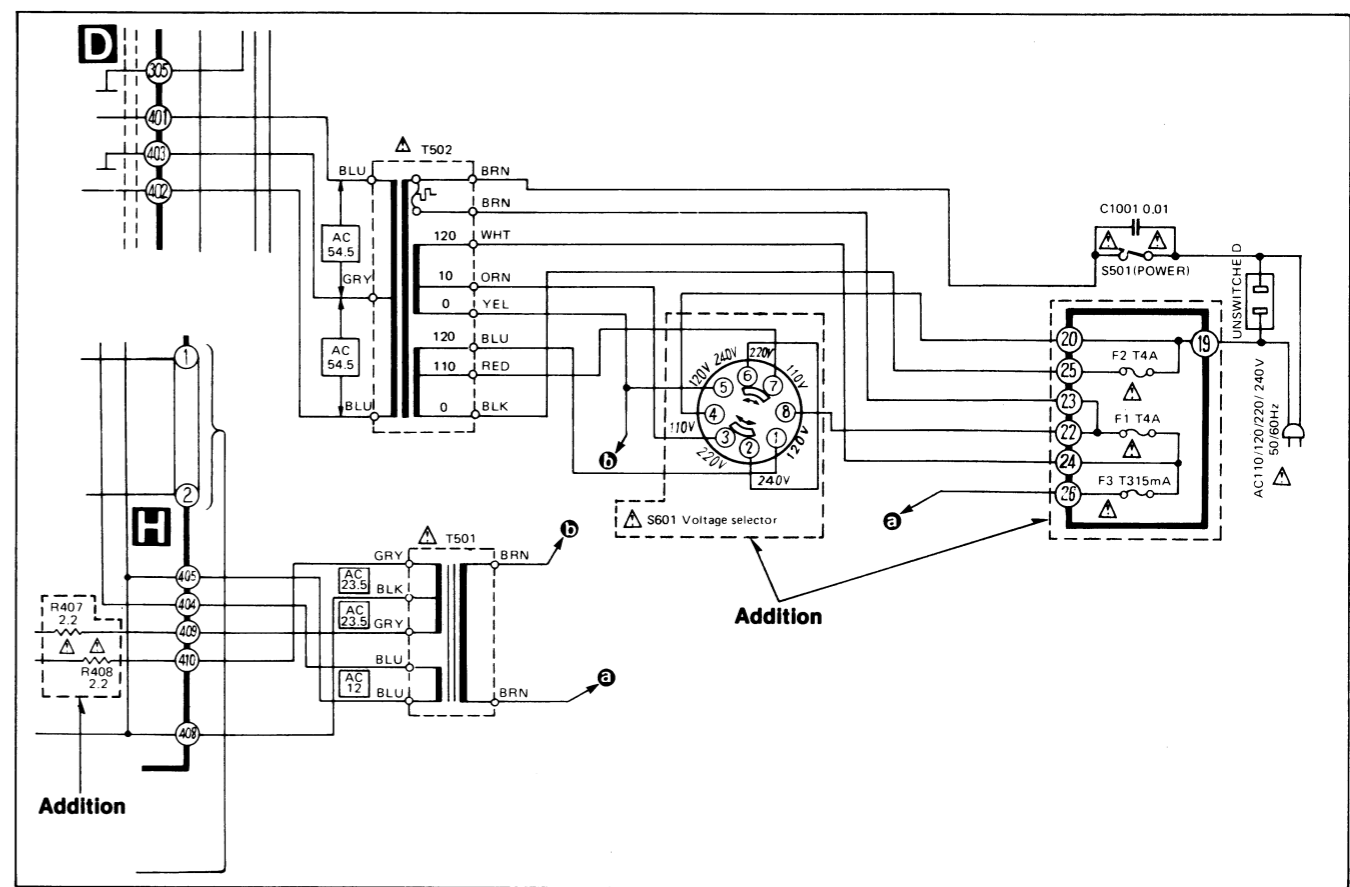 D
305
401
403
402
⚠ T502
BLU
BRN
BRN
AC
54.5
120 WHT
GRY
10 ORN
0 YEL
AC
54.5
120 BLU
110 RED
BLU
0 BLK
C1001 0.01
⚠ ⚠
S501(POWER)
UNSWITCHED
AC110/120/220/240V
50/60Hz
⚠
120V
240V
220V
110V
110V
220V
240V
120V
6
7
5
4
8
3
2
1
⚠ S601 Voltage selector
b
20
25
23
22
24
26
19
F2 T4A
⚠
F1 T4A
⚠
F3 T315mA
⚠
a
Addition
1
2
H
405
404
409
410
408
R407
2.2
⚠ ⚠
R408
2.2
Addition
⚠ T501
GRY
AC
23.5
BLK
AC
23.5
GRY
BLU
AC
12
BLU
BRN
b
BRN
a